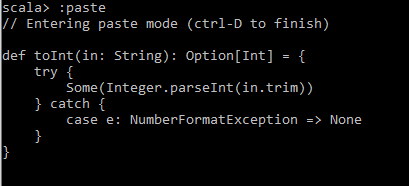 scala> :paste
// Entering paste mode (ctrl-D to finish)
def toInt(in: String): Option[Int] = {
    try {
        Some(Integer.parseInt(in.trim))
    } catch {
        case e: NumberFormatException => None
    }
}